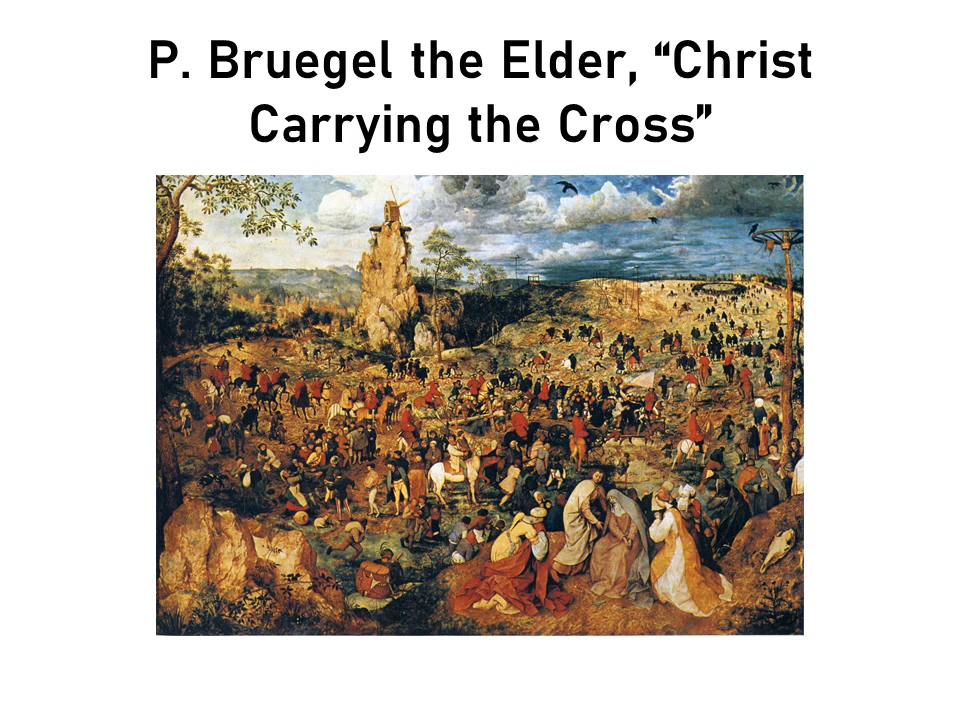 P. Bruegel the Elder, “Christ
Carrying the Cross”